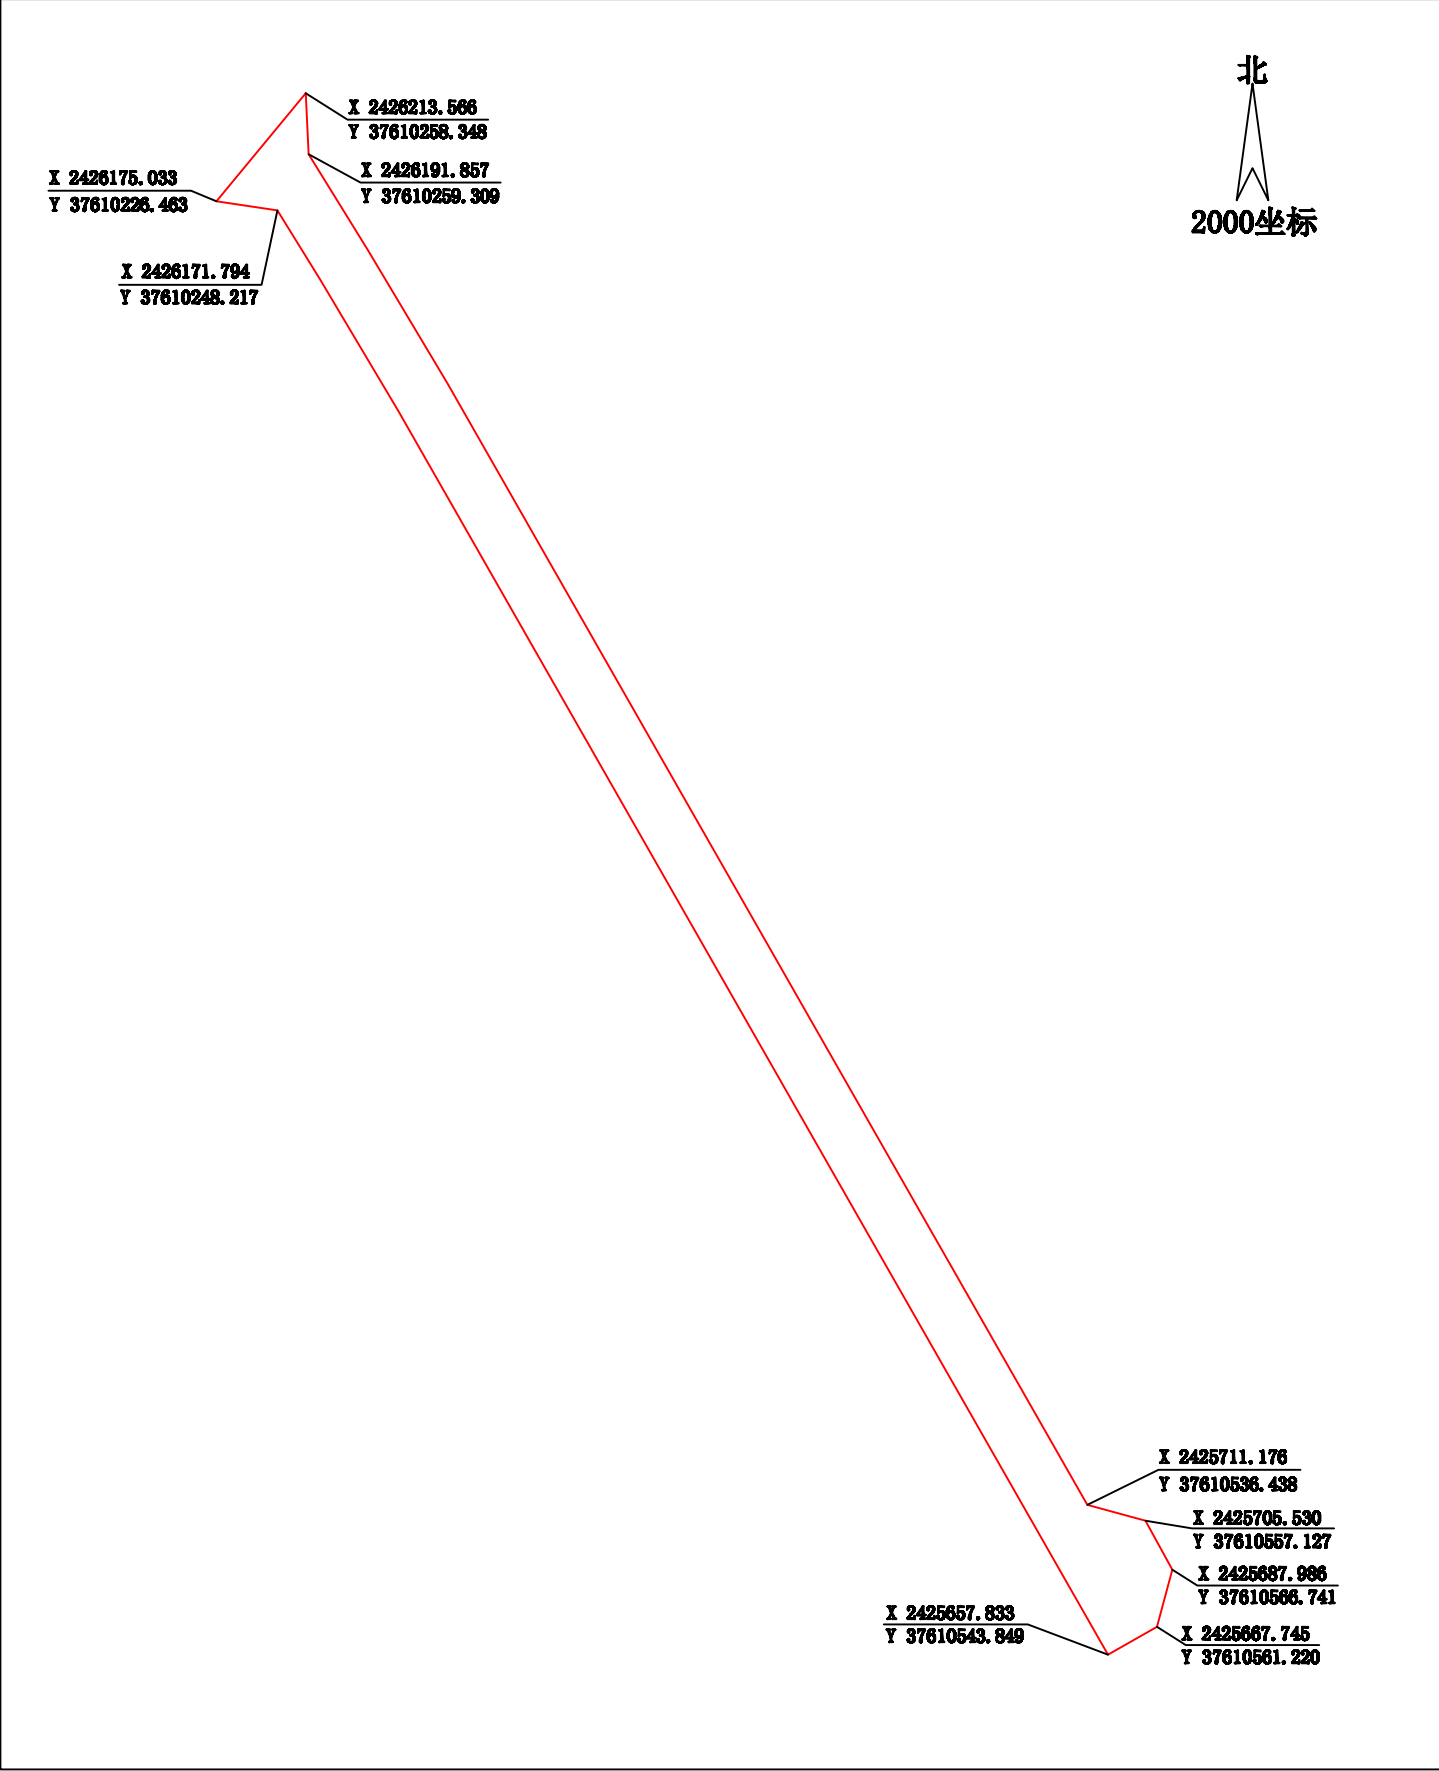 北
2000坐标
X 2426213.566
Y 37610258.348
X 2426191.857
Y 37610259.309
X 2426175.033
Y 37610226.463
X 2426171.794
Y 37610248.217
X 2425711.176
Y 37610536.438
X 2425705.530
Y 37610557.127
X 2425687.986
Y 37610566.741
X 2425657.833
Y 37610543.849
X 2425667.745
Y 37610561.220